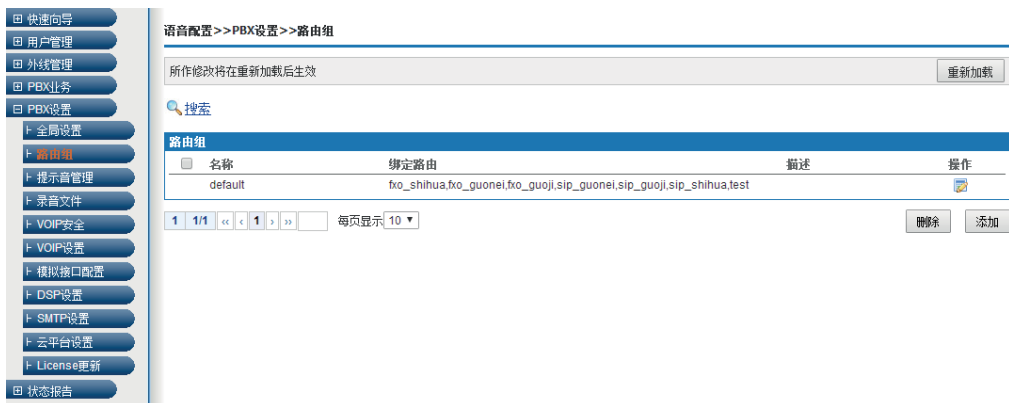 快速向导
用户管理
外线管理
PBX业务
PBX设置
全局设置
路由组
提示音管理
录音文件
VOIP安全
VOIP设置
模拟接口配置
DSP设置
SMTP设置
云平台设置
License更新
状态报告
语音配置>>PBX设置>>路由组
所作修改将在重新加载后生效 重新加载
搜索
路由组
名称 绑定路由 描述 操作
default fxo_shihua,fxo_guonei,fxo_guoji,sip_guonei,sip_guoji,sip_shihua,test
1 1/1 ‹‹ ‹ 1 › ›› 每页显示 10 删除 添加